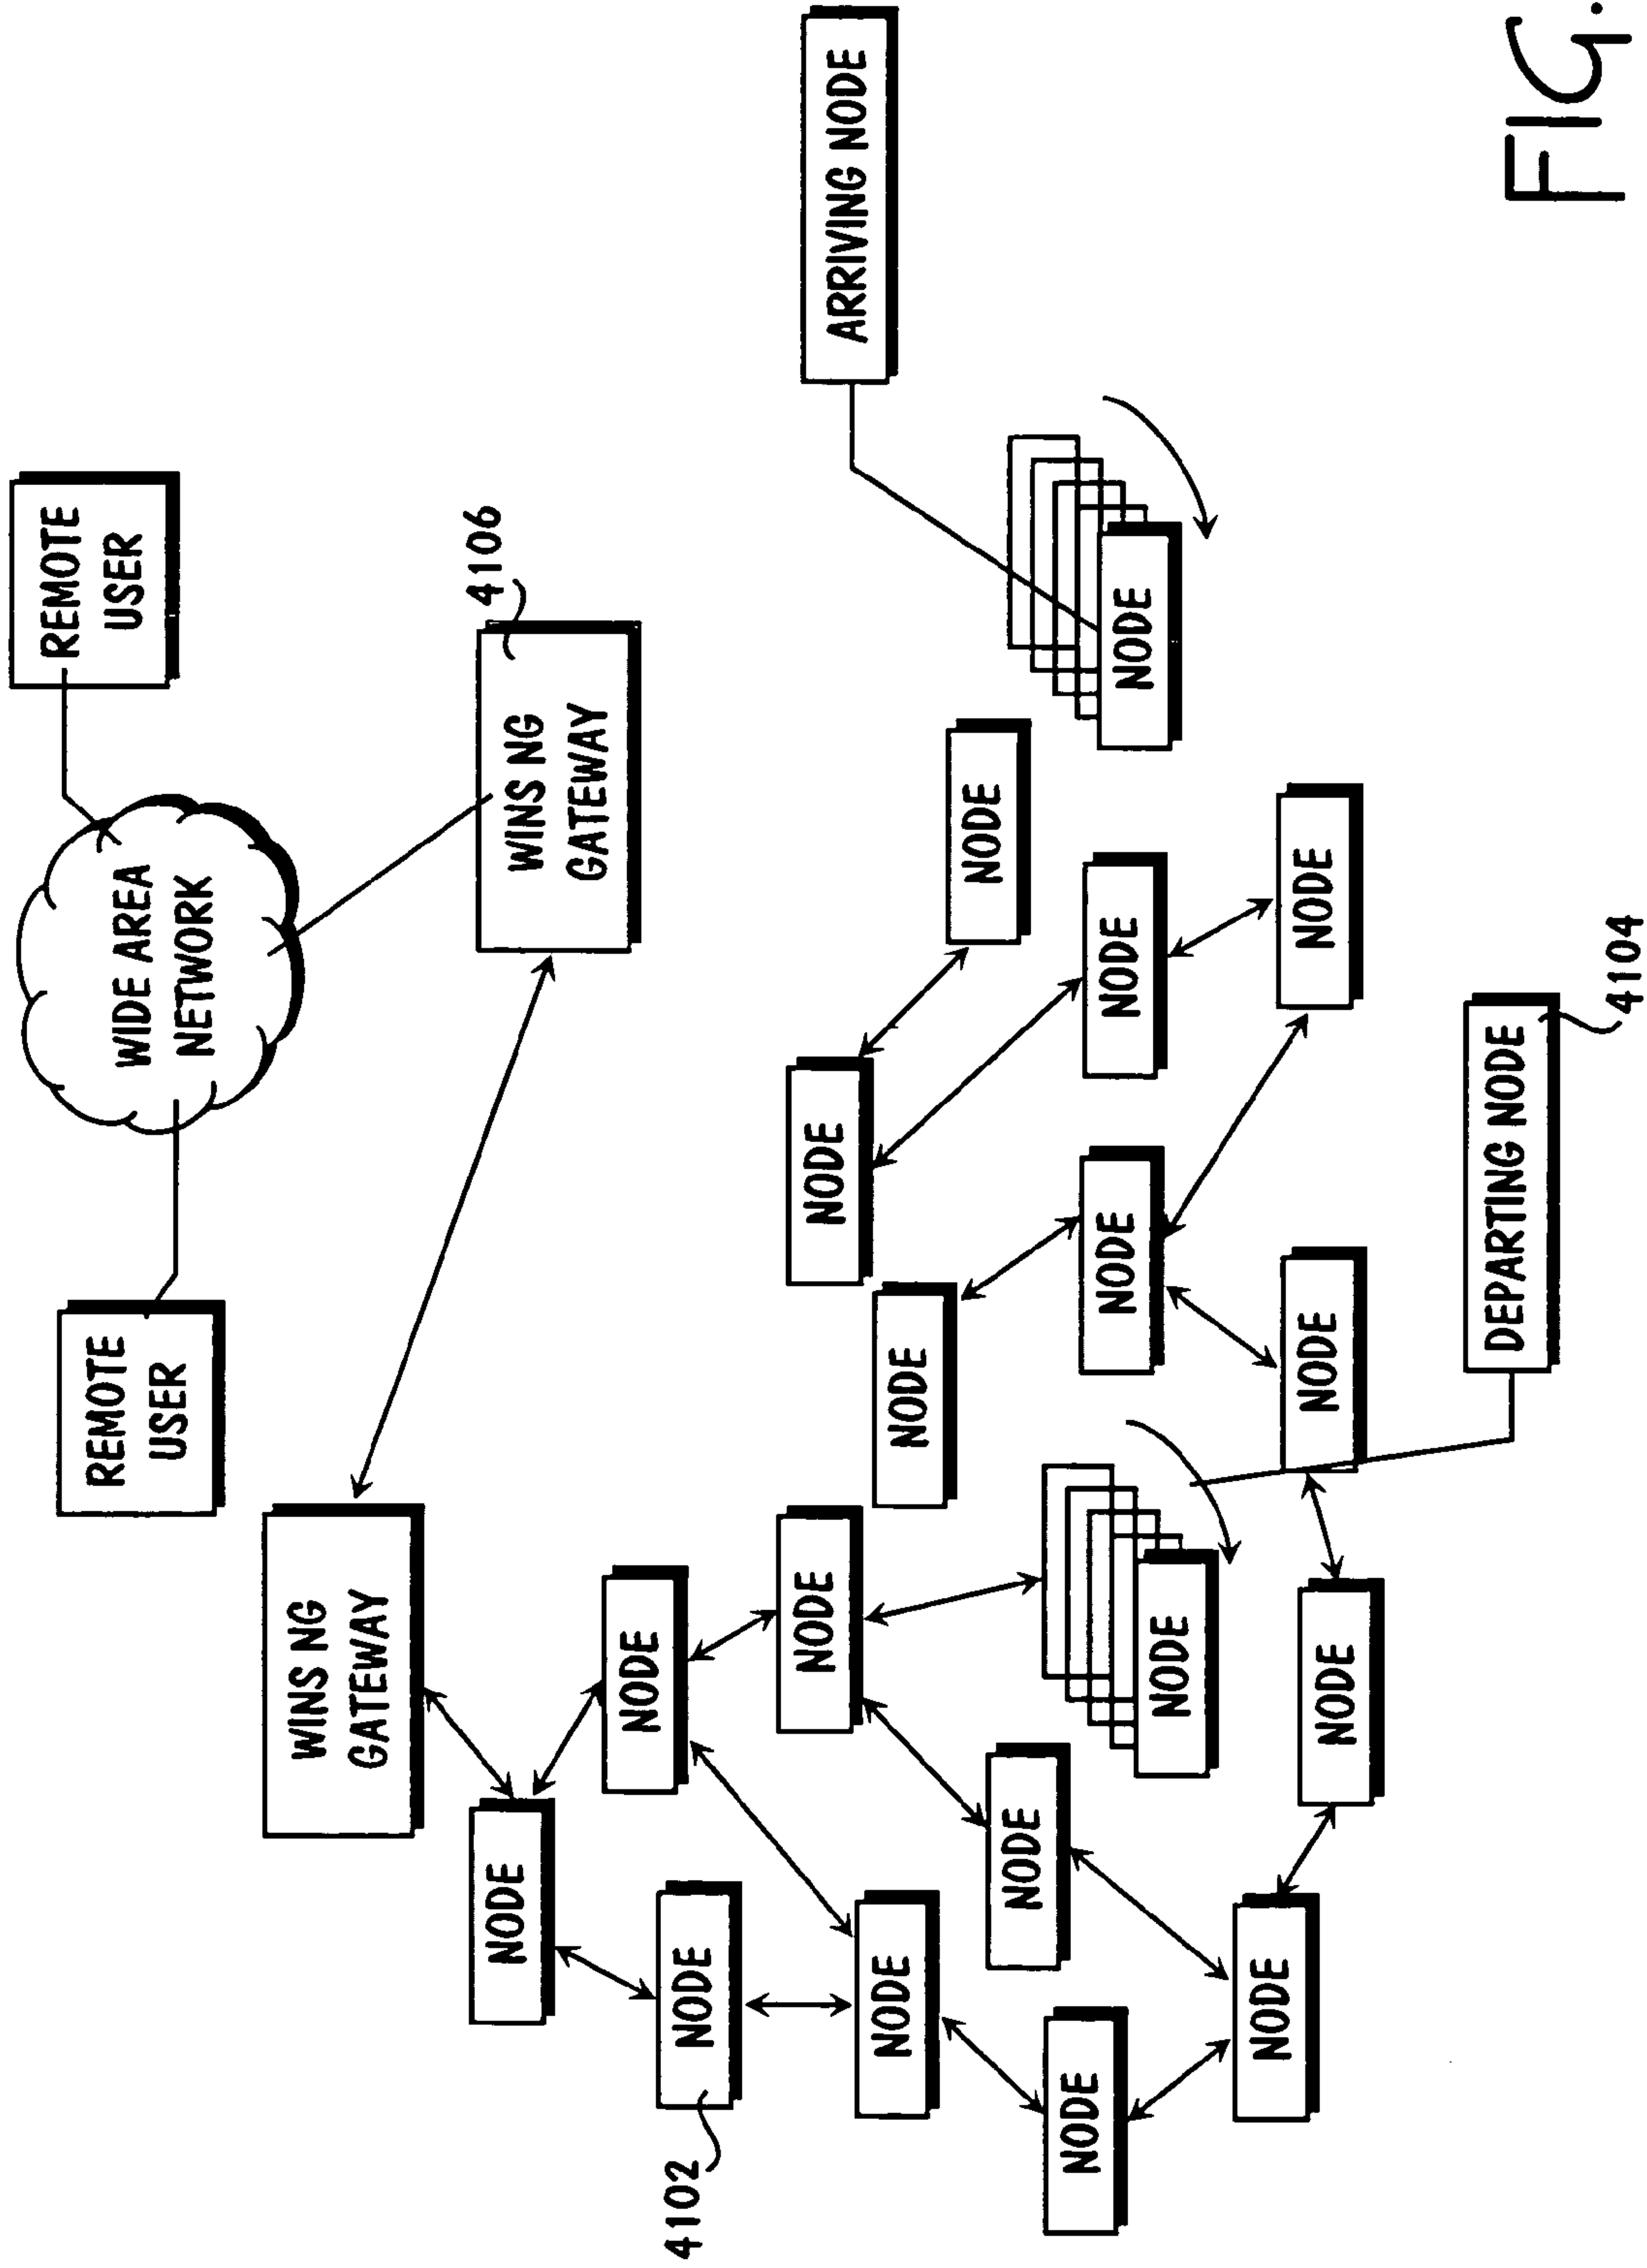 REMOTE
USER
WIDE AREA
NETWORK
REMOTE
USER
WINS NG
GATEWAY
4106
WINS NG
GATEWAY
NODE
NODE
4102
NODE
NODE
NODE
ARRIVING NODE
NODE
NODE
NODE
NODE
NODE
NODE
NODE
NODE
NODE
NODE
NODE
NODE
NODE
DEPARTING NODE
4104
FIG.